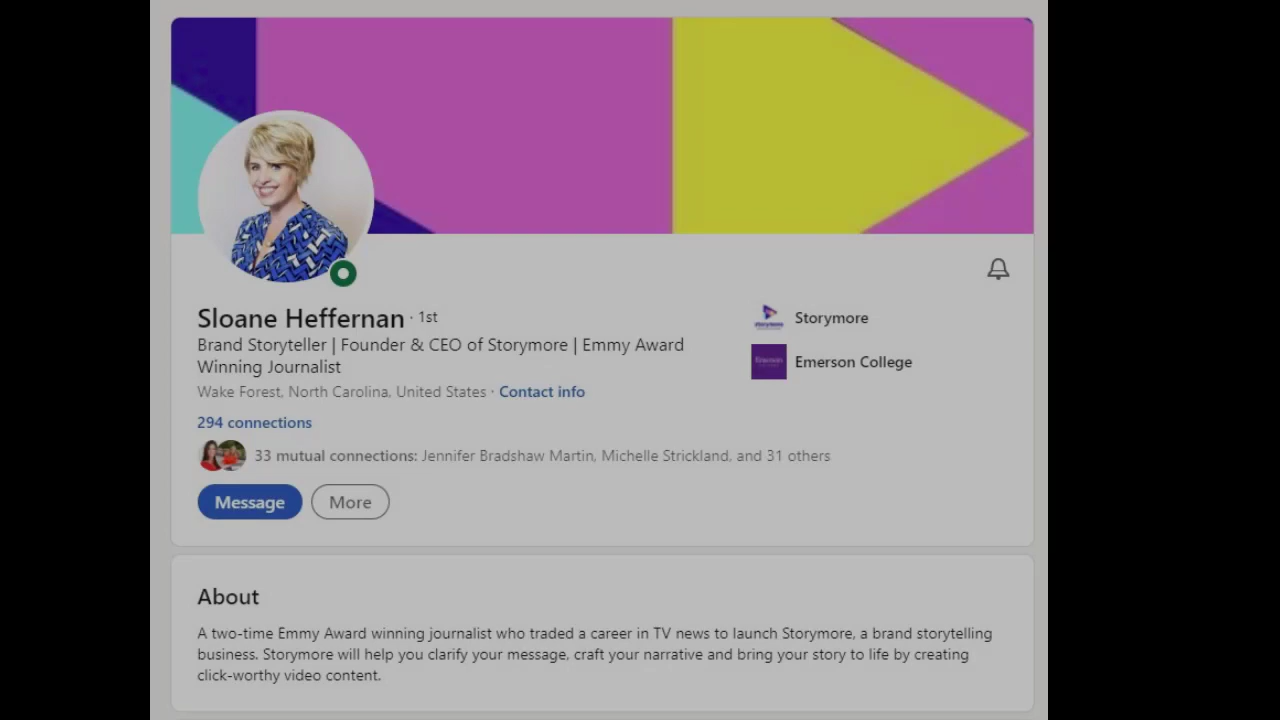 Sloane Heffernan · 1st
Brand Storyteller | Founder & CEO of Storymore | Emmy Award
Winning Journalist
Wake Forest, North Carolina, United States · Contact info
294 connections
33 mutual connections: Jennifer Bradshaw Martin, Michelle Strickland, and 31 others
Message
More
Storymore
Emerson
Emerson College
About
A two-time Emmy Award winning journalist who traded a career in TV news to launch Storymore, a brand storytelling
business. Storymore will help you clarify your message, craft your narrative and bring your story to life by creating
click-worthy video content.